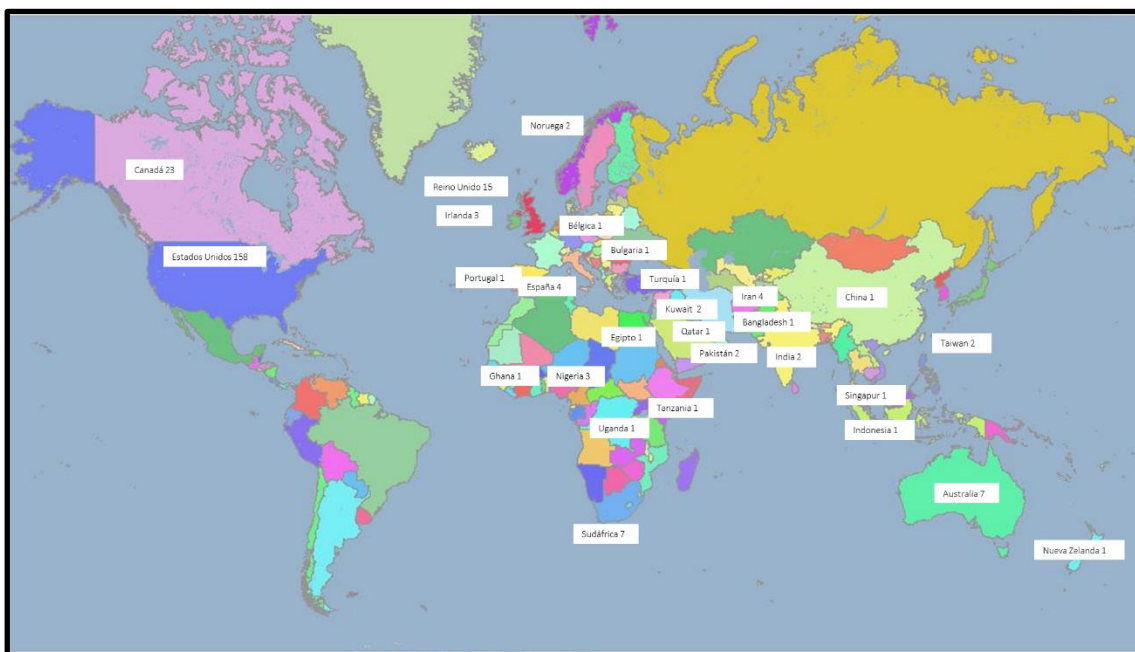 Noruega 2
Canadá 23
Reino Unido 15
Irlanda 3
Bélgica 1
Bulgaria 1
Estados Unidos 158
Portugal 1
España 4
Turquía 1
Iran 4
China 1
Kuwait 2
Qatar 1
Bangladesh 1
Egipto 1
Taiwan 2
Pakistán 2
India 2
Ghana 1
Nigería 3
Singapur 1
Tanzania 1
Uganda 1
Indonesia 1
Australia 7
Sudáfrica 7
Nueva Zelanda 1